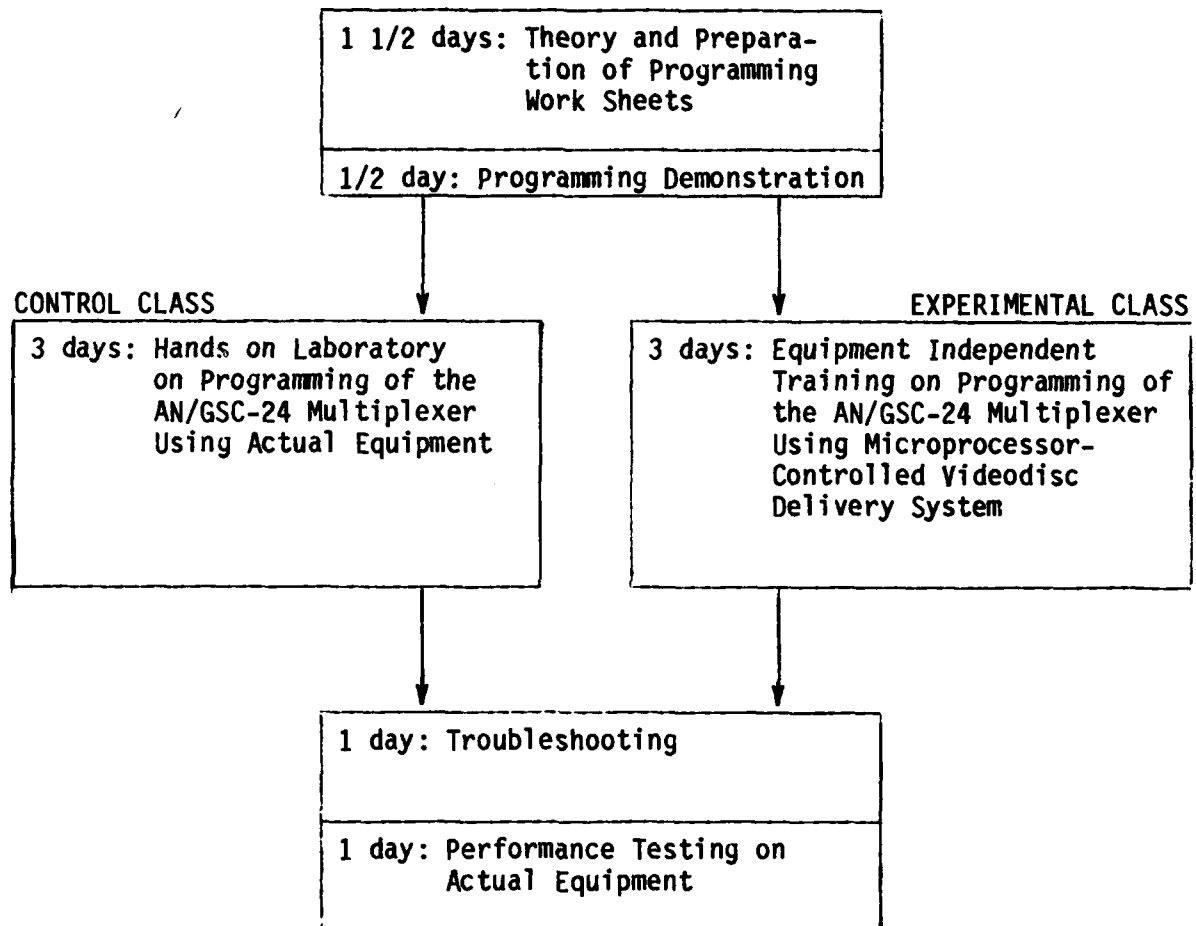 1 1/2 days: Theory and Prepara-
tion of Programming
Work Sheets
1/2 day: Programming Demonstration
CONTROL CLASS
3 days: Hands on Laboratory
on Programming of the
AN/GSC-24 Multiplexer
Using Actual Equipment
EXPERIMENTAL CLASS
3 days: Equipment Independent
Training on Programming of
the AN/GSC-24 Multiplexer
Using Microprocessor-
Controlled Videodisc
Delivery System
1 day: Troubleshooting
1 day: Performance Testing on
Actual Equipment